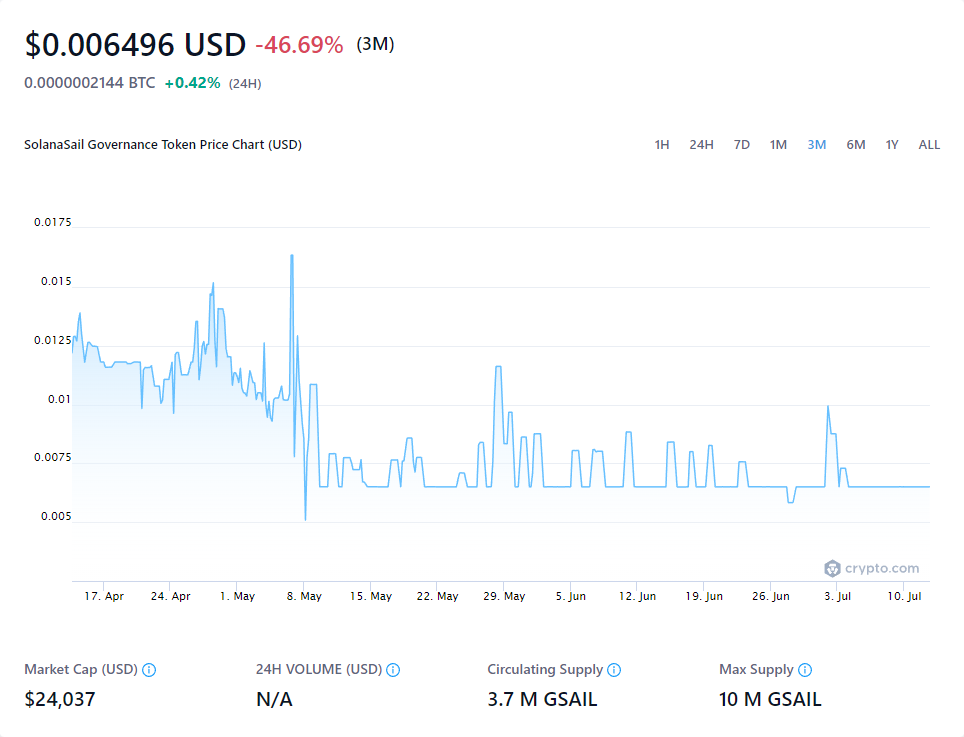 $0.006496 USD -46.69% (3M)
0.0000002144 BTC +0.42% (24H)
SolanaSail Governance Token Price Chart (USD) 1H 24H 7D 1M 3M 6M 1Y ALL
0.0175
0.015
0.0125
0.01
0.0075
0.005
crypto.com
17. Apr 24. Apr 1. May 8. May 15. May 22. May 29. May 5. Jun 12. Jun 19. Jun 26. Jun 3. Jul 10. Jul
Market Cap (USD) 24H VOLUME (USD) Circulating Supply Max Supply
$24,037 N/A 3.7 M GSAIL 10 M GSAIL